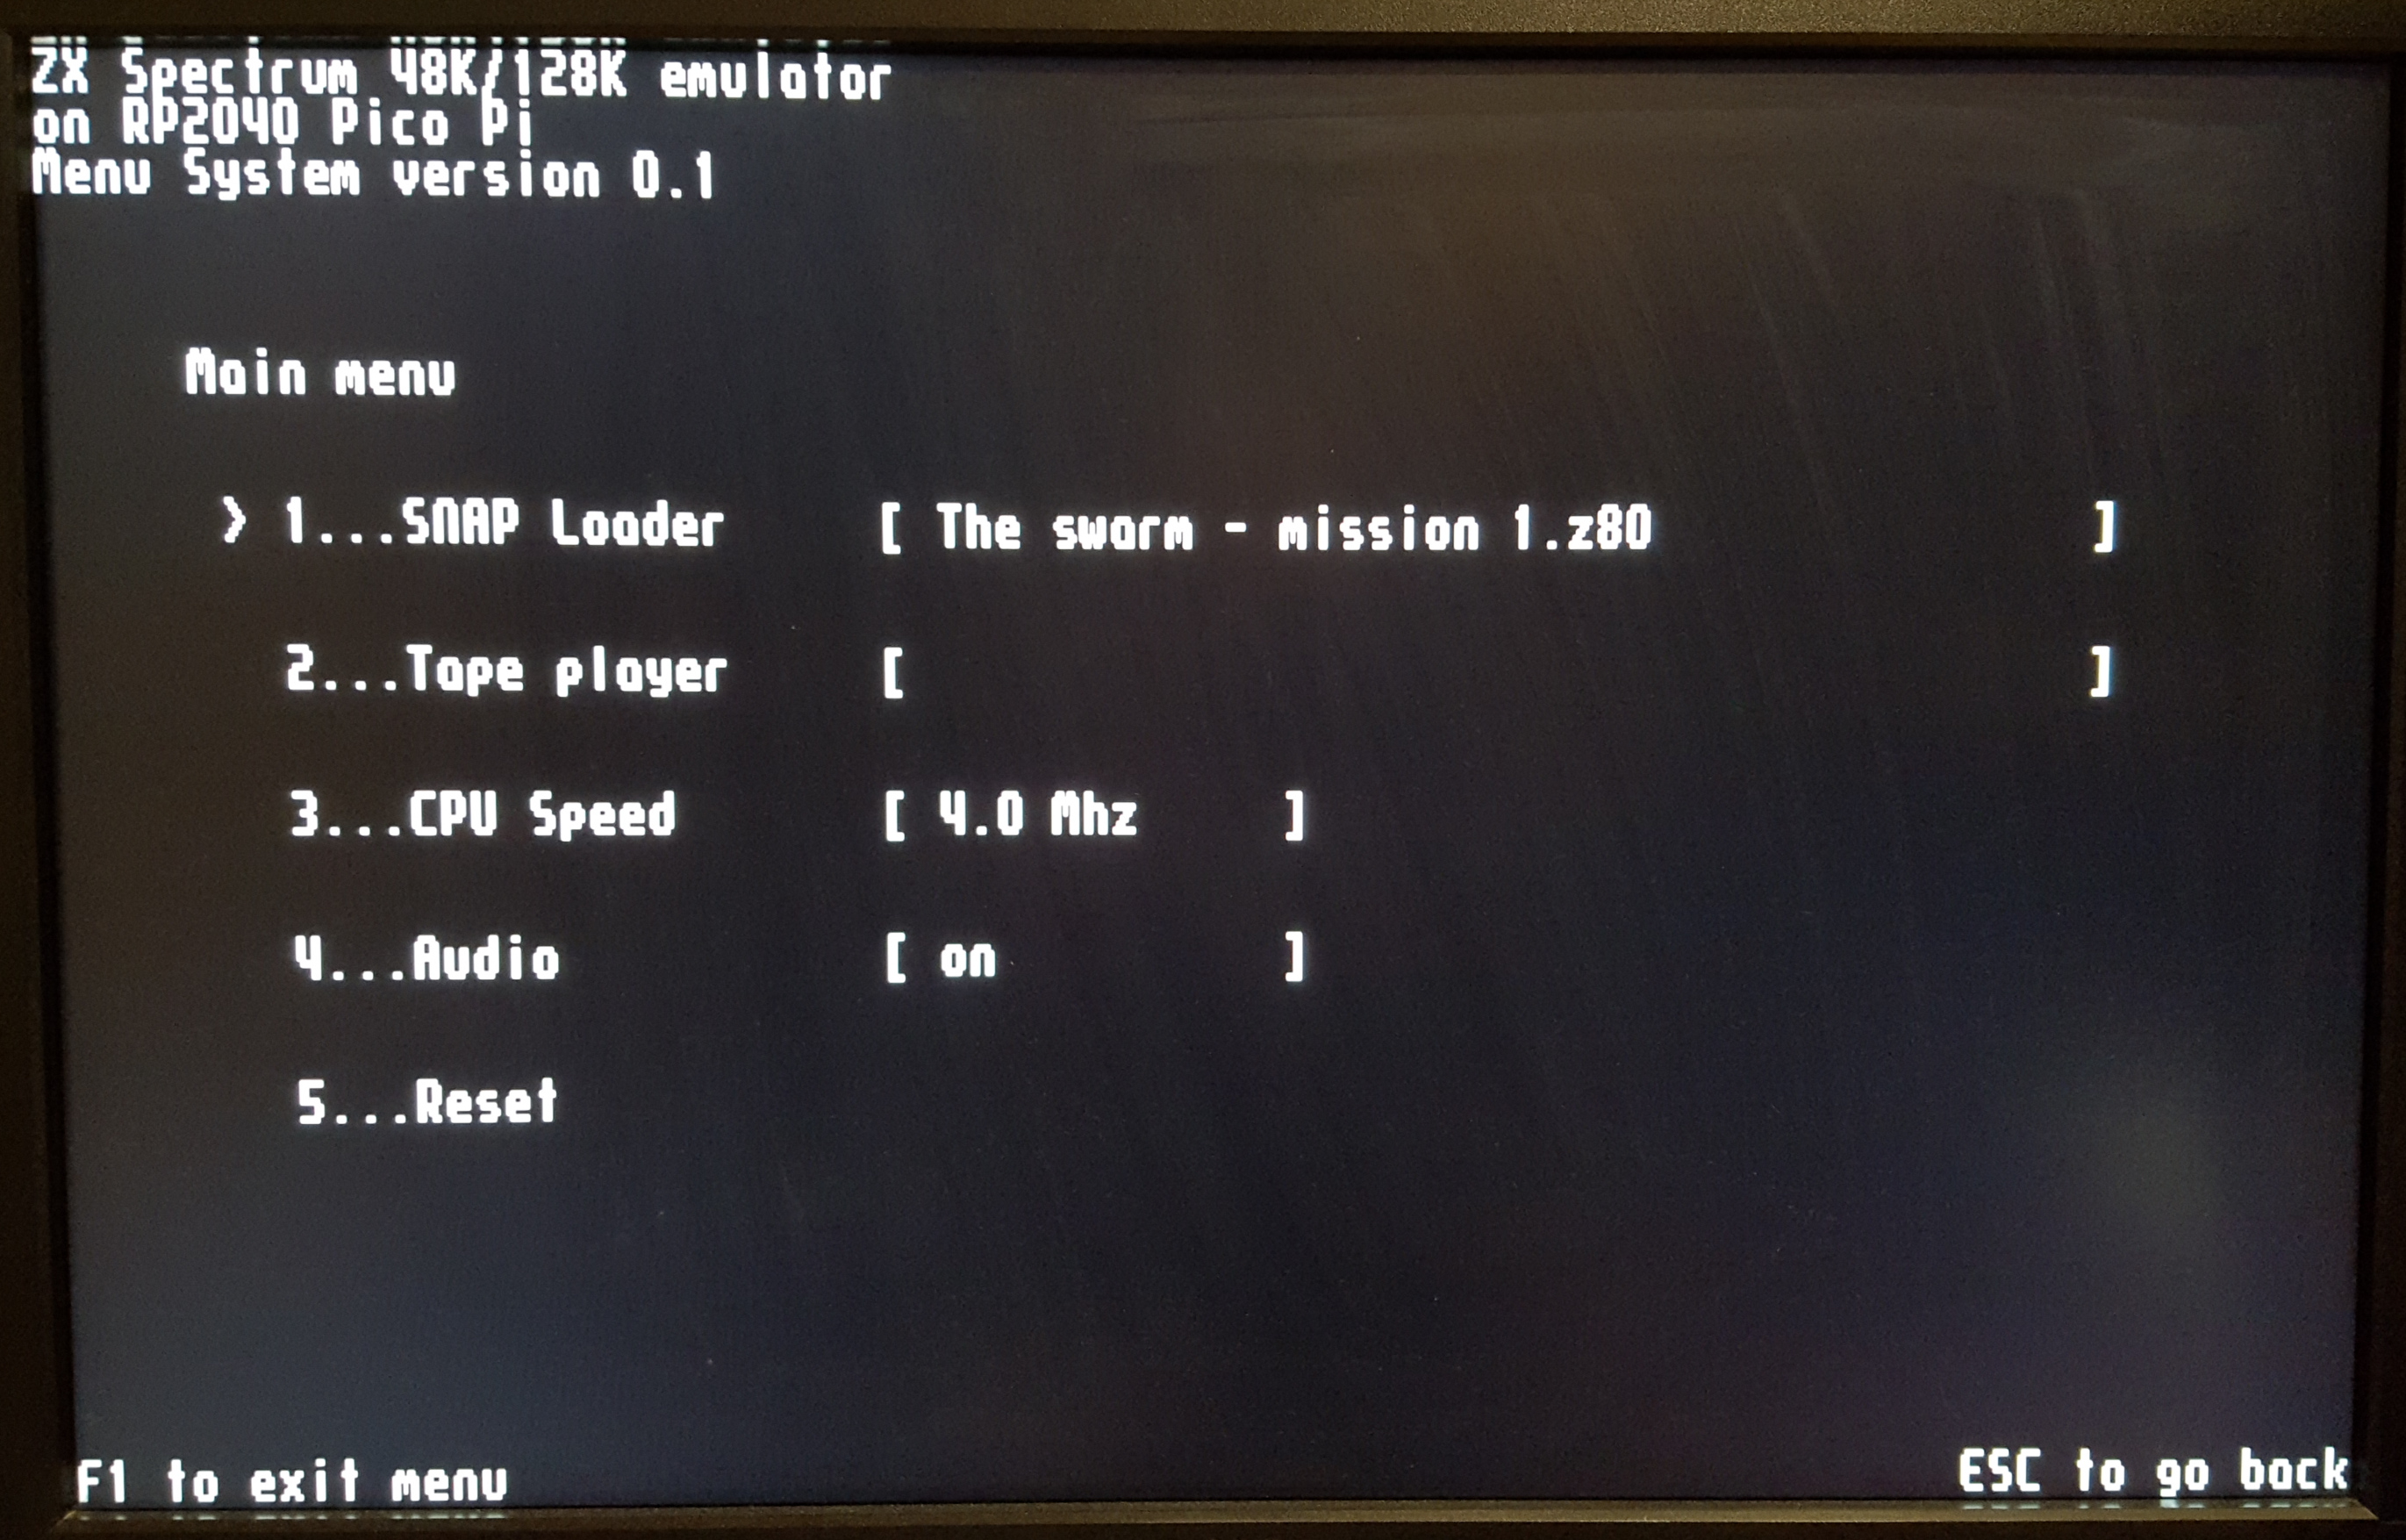 ZX Spectrum 48K/128K emulator
on RP2040 Pico Pi
Menu System version 0.1
Main menu
> 1...SNAP Loader [ The swarm - mission 1.z80 ]
2...Tape player [ ]
3...CPU Speed [ 4.0 Mhz ]
4...Audio [ on ]
5...Reset
F1 to exit menu ESC to go back